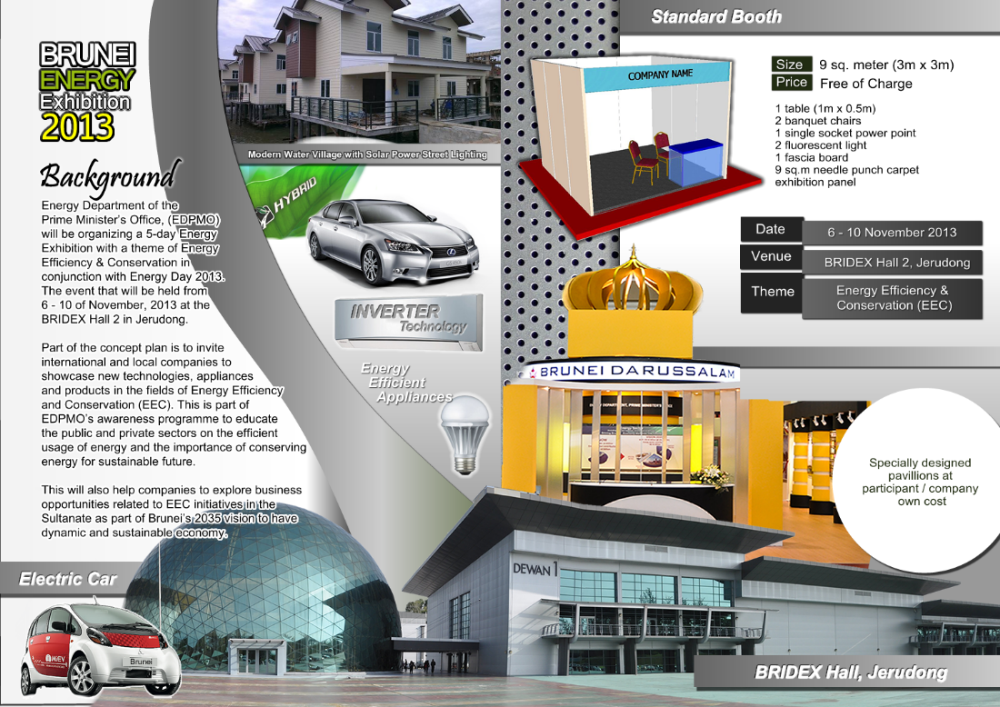 BRUNEI
ENERGY
Exhibition
2013
Background
Energy Department of the
Prime Minister's Office, (EDPMO)
will be organizing a 5-day Energy
Exhibition with a theme of Energy
Efficiency & Conservation in
conjunction with Energy Day 2013.
The event that will be held from
6 - 10 of November, 2013 at the
BRIDEX Hall 2 in Jerudong.
Part of the concept plan is to invite
international and local companies to
showcase new technologies, appliances
and products in the fields of Energy Efficiency
and Conservation (EEC). This is part of
EDPMO's awareness programme to educate
the public and private sectors on the efficient
usage of energy and the importance of conserving
energy for sustainable future.
This will also help companies to explore business
opportunities related to EEC initiatives in the
Sultanate as part of Brunei's 2035 vision to have
dynamic and sustainable economy.
Electric Car
MiEV
Brunei
Modern Water Village with Solar Power Street Lighting
HYBRID
INVERTER
Technology
Energy
Efficient
Appliances
Standard Booth
COMPANY NAME
Size 9 sq. meter (3m x 3m)
Price Free of Charge
1 table (1m x 0.5m)
2 banquet chairs
1 single socket power point
2 fluorescent light
1 fascia board
9 sq.m needle punch carpet
exhibition panel
Date 6 - 10 November 2013
Venue BRIDEX Hall 2, Jerudong
Theme Energy Efficiency &
Conservation (EEC)
BRUNEI DARUSSALAM
Specially designed
pavillions at
participant / company
own cost
DEWAN 1
BRIDEX Hall, Jerudong